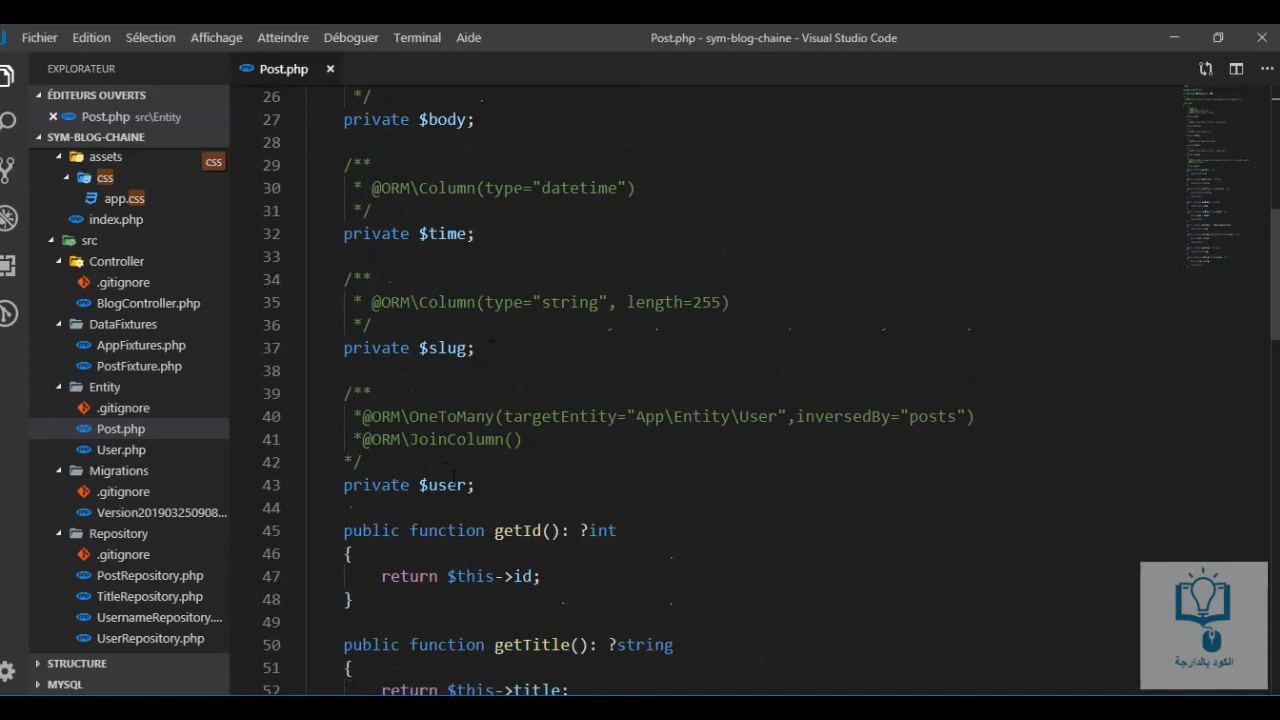 Fichier Edition Sélection Affichage Atteindre Déboguer Terminal Aide Post.php - sym-blog-chaine - Visual Studio Code
EXPLORATEUR
Post.php
ÉDITEURS OUVERTS
Post.php src\Entity
SYM-BLOG-CHAINE
assets
css
css
app.css
index.php
src
Controller
.gitignore
BlogController.php
DataFixtures
AppFixtures.php
PostFixture.php
Entity
.gitignore
Post.php
User.php
Migrations
.gitignore
Version201903250908...
Repository
.gitignore
PostRepository.php
TitleRepository.php
UsernameRepository....
UserRepository.php
STRUCTURE
MYSQL
26 */
27 private $body;
28
29 /**
30 * @ORM\Column(type="datetime")
31 */
32 private $time;
33
34 /**
35 * @ORM\Column(type="string", length=255)
36 */
37 private $slug;
38
39 /**
40 *@ORM\OneToMany(targetEntity="App\Entity\User",inversedBy="posts")
41 *@ORM\JoinColumn()
42 */
43 private $user;
44
45 public function getId(): ?int
46 {
47 return $this->id;
48 }
49
50 public function getTitle(): ?string
51 {
52 return $this->title;
الكود بالدارجة